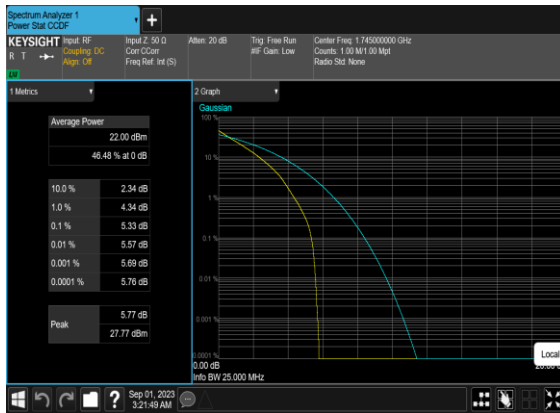 Spectrum Analyzer 1
Power Stat CCDF
KEYSIGHT
R T
LXI
Input: RF
Coupling: DC
Align: Off
Input Z: 50 Ω
Corr CCorr
Freq Ref: Int (S)
Atten: 20 dB
Trig: Free Run
#IF Gain: Low
Center Freq: 1.745000000 GHz
Counts: 1.00 M/1.00 Mpt
Radio Std: None
1 Metrics
Average Power
22.00 dBm
46.48 % at 0 dB
10.0 % 2.34 dB
1.0 % 4.34 dB
0.1 % 5.33 dB
0.01 % 5.57 dB
0.001 % 5.69 dB
0.0001 % 5.76 dB
Peak
5.77 dB
27.77 dBm
2 Graph
Gaussian
100 %
10 %
1 %
0.1 %
0.01 %
0.001 %
0.0001 %
0.00 dB
Info BW 25.000 MHz
Local
?
Sep 01, 2023
3:21:49 AM